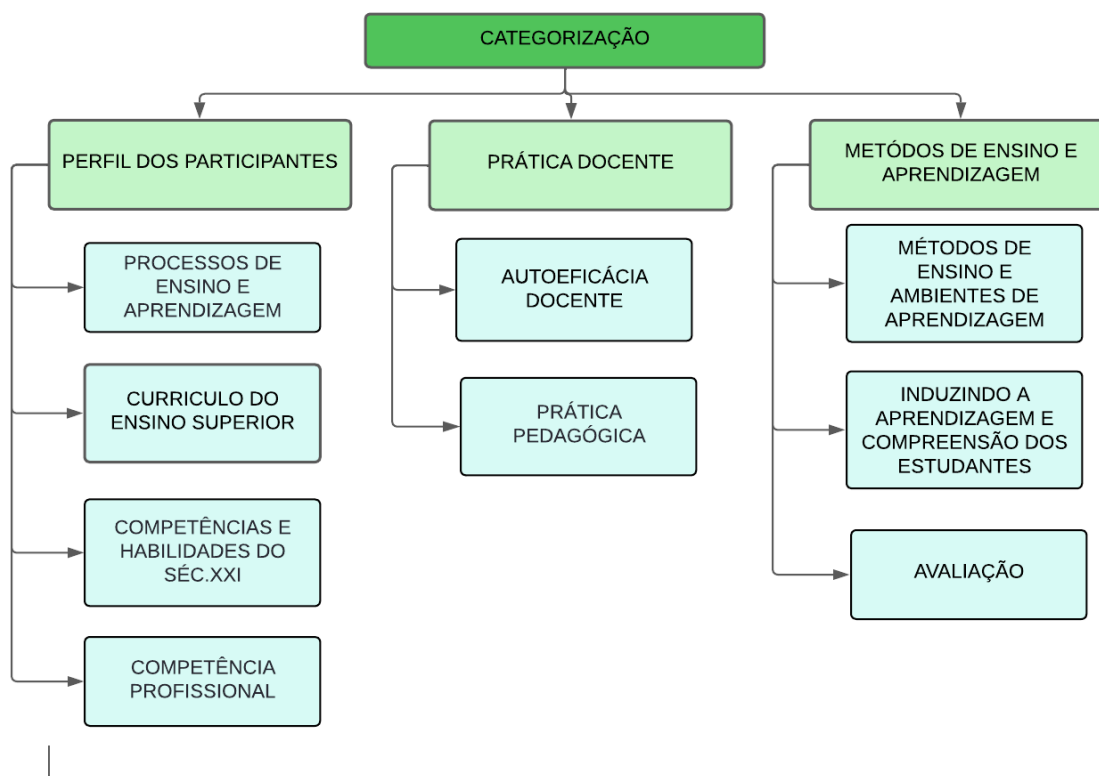 CATEGORIZAÇÃO
PERFIL DOS PARTICIPANTES
PROCESSOS DE
ENSINO E
APRENDIZAGEM
CURRICULO DO
ENSINO SUPERIOR
COMPETÊNCIAS E
HABILIDADES DO
SÉC.XXI
COMPETÊNCIA
PROFISSIONAL
PRÁTICA DOCENTE
AUTOEFICÁCIA
DOCENTE
PRÁTICA
PEDAGÓGICA
METÓDOS DE ENSINO E
APRENDIZAGEM
MÉTODOS DE
ENSINO E
AMBIENTES DE
APRENDIZAGEM
INDUZINDO A
APRENDIZAGEM E
COMPREENSÃO DOS
ESTUDANTES
AVALIAÇÃO